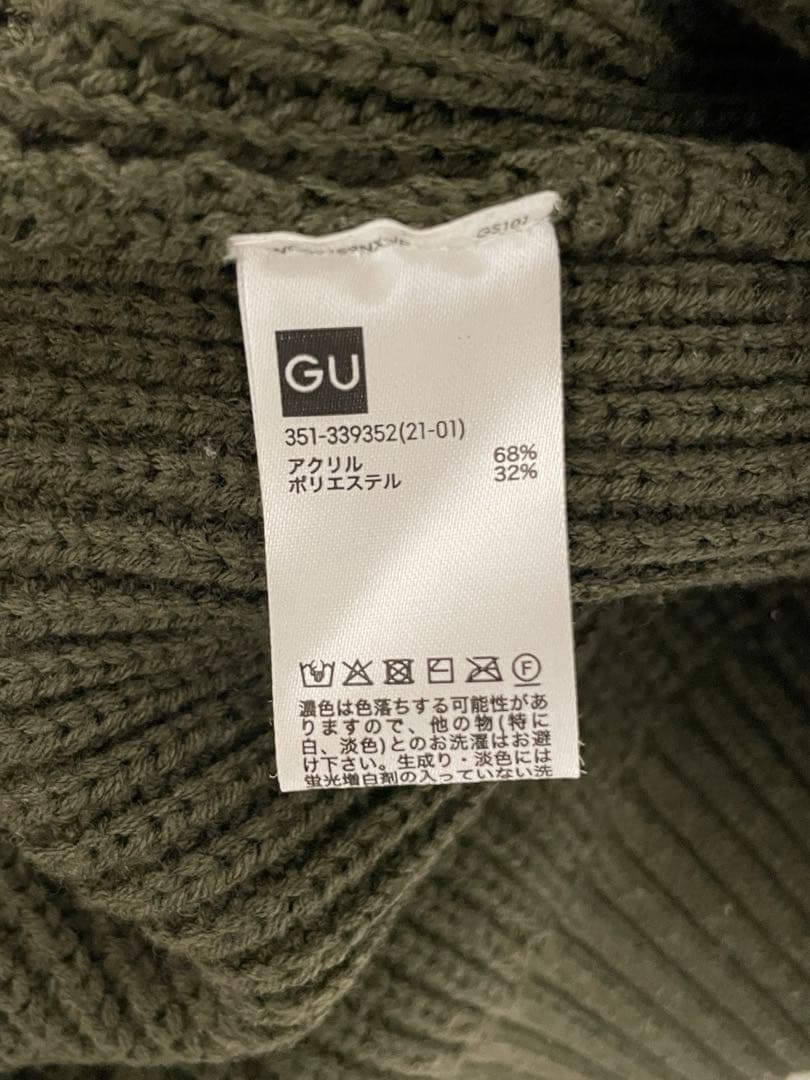 GS107
GU
351-339352(21-01)
アクリル 68%
ポリエステル 32%
F
濃色は色落ちする可能性があ
りますので、他の物(特に
白、淡色)とのお洗濯はお避
け下さい。生成り・淡色には
蛍光増白剤の入っていない洗